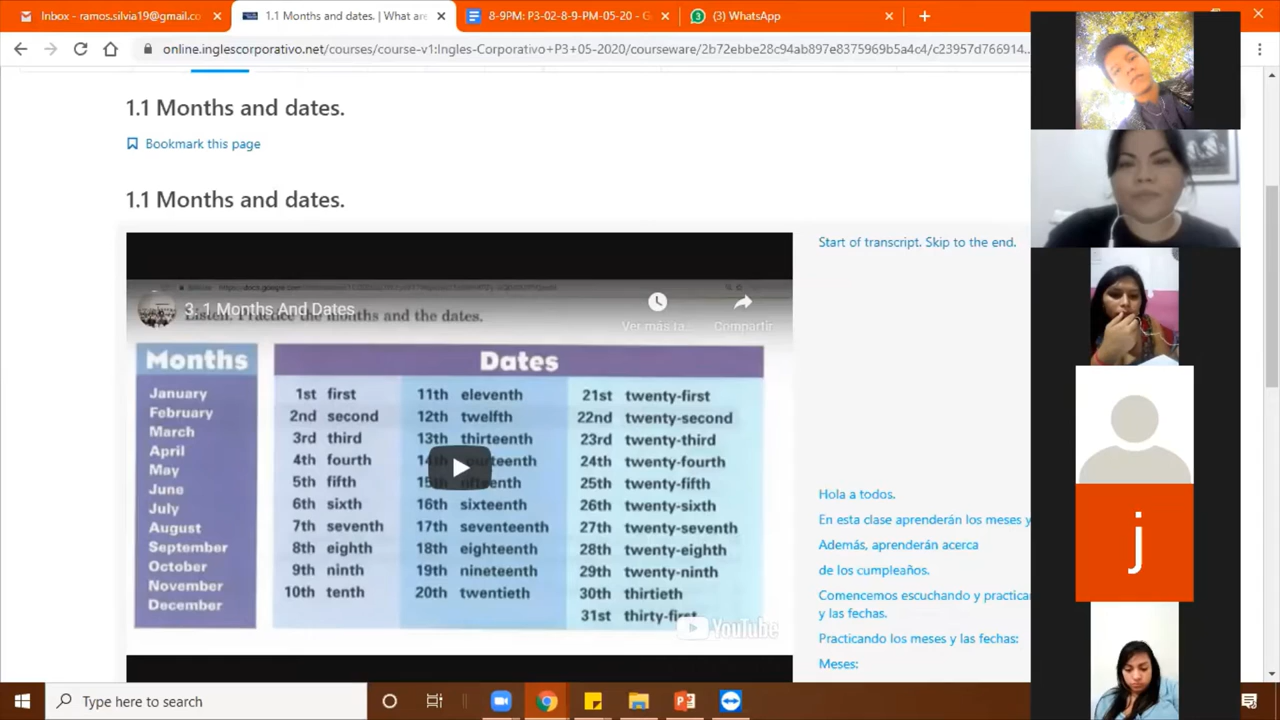 Inbox - ramos.silvia19@gmail.co
1.1 Months and dates. | What are
8-9PM: P3-02-8-9-PM-05-20 - G
(3) WhatsApp
online.inglescorporativo.net/courses/course-v1:Ingles-Corporativo+P3+05-2020/courseware/2b72ebbe28c94ab897e8375969b5a4c4/c23957d766914...
1.1 Months and dates.
Bookmark this page
1.1 Months and dates.
Start of transcript. Skip to the end.
3. 1 Months And Dates
Listen. Practice the months and the dates.
Ver más ta...
Compartir
Months
January
February
March
April
May
June
July
August
September
October
November
December
Dates
1st first
2nd second
3rd third
4th fourth
5th fifth
6th sixth
7th seventh
8th eighth
9th ninth
10th tenth
11th eleventh
12th twelfth
13th thirteenth
16th sixteenth
17th seventeenth
18th eighteenth
19th nineteenth
20th twentieth
21st twenty-first
22nd twenty-second
23rd twenty-third
24th twenty-fourth
25th twenty-fifth
26th twenty-sixth
27th twenty-seventh
28th twenty-eighth
29th twenty-ninth
30th thirtieth
31st thirty-first
YouTube
Hola a todos.
En esta clase aprenderán los meses y
Además, aprenderán acerca
de los cumpleaños.
Comencemos escuchando y practica
y las fechas.
Practicando los meses y las fechas:
Meses:
j
Type here to search